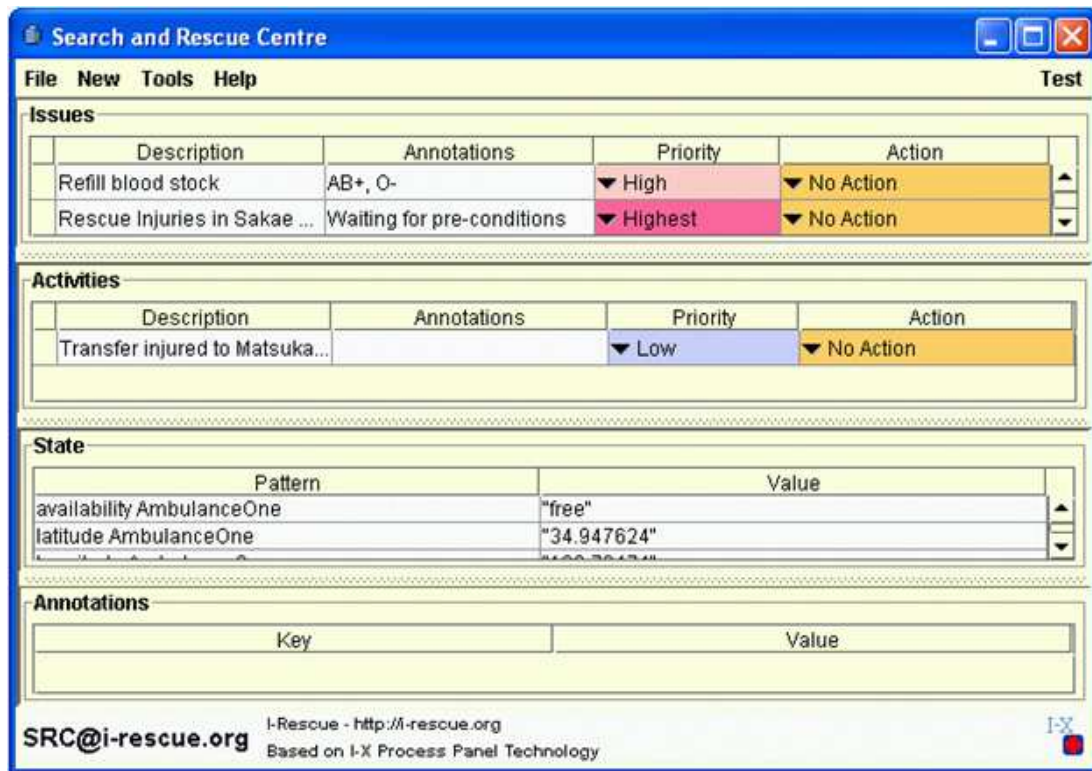 Search and Rescue Centre
File New Tools Help Test
Issues
Description Annotations Priority Action
Refill blood stock AB+, O- High No Action
Rescue Injuries in Sakae ... Waiting for pre-conditions Highest No Action
Activities
Description Annotations Priority Action
Transfer injured to Matsuka... Low No Action
State
Pattern Value
availability AmbulanceOne "free"
latitude AmbulanceOne "34.947624"
Annotations
Key Value
SRC@i-rescue.org
I-Rescue - http://i-rescue.org
Based on I-X Process Panel Technology
I-X